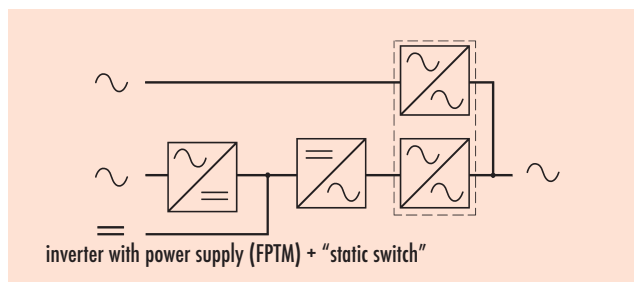 inverter with power supply (FPTM) + “static switch”